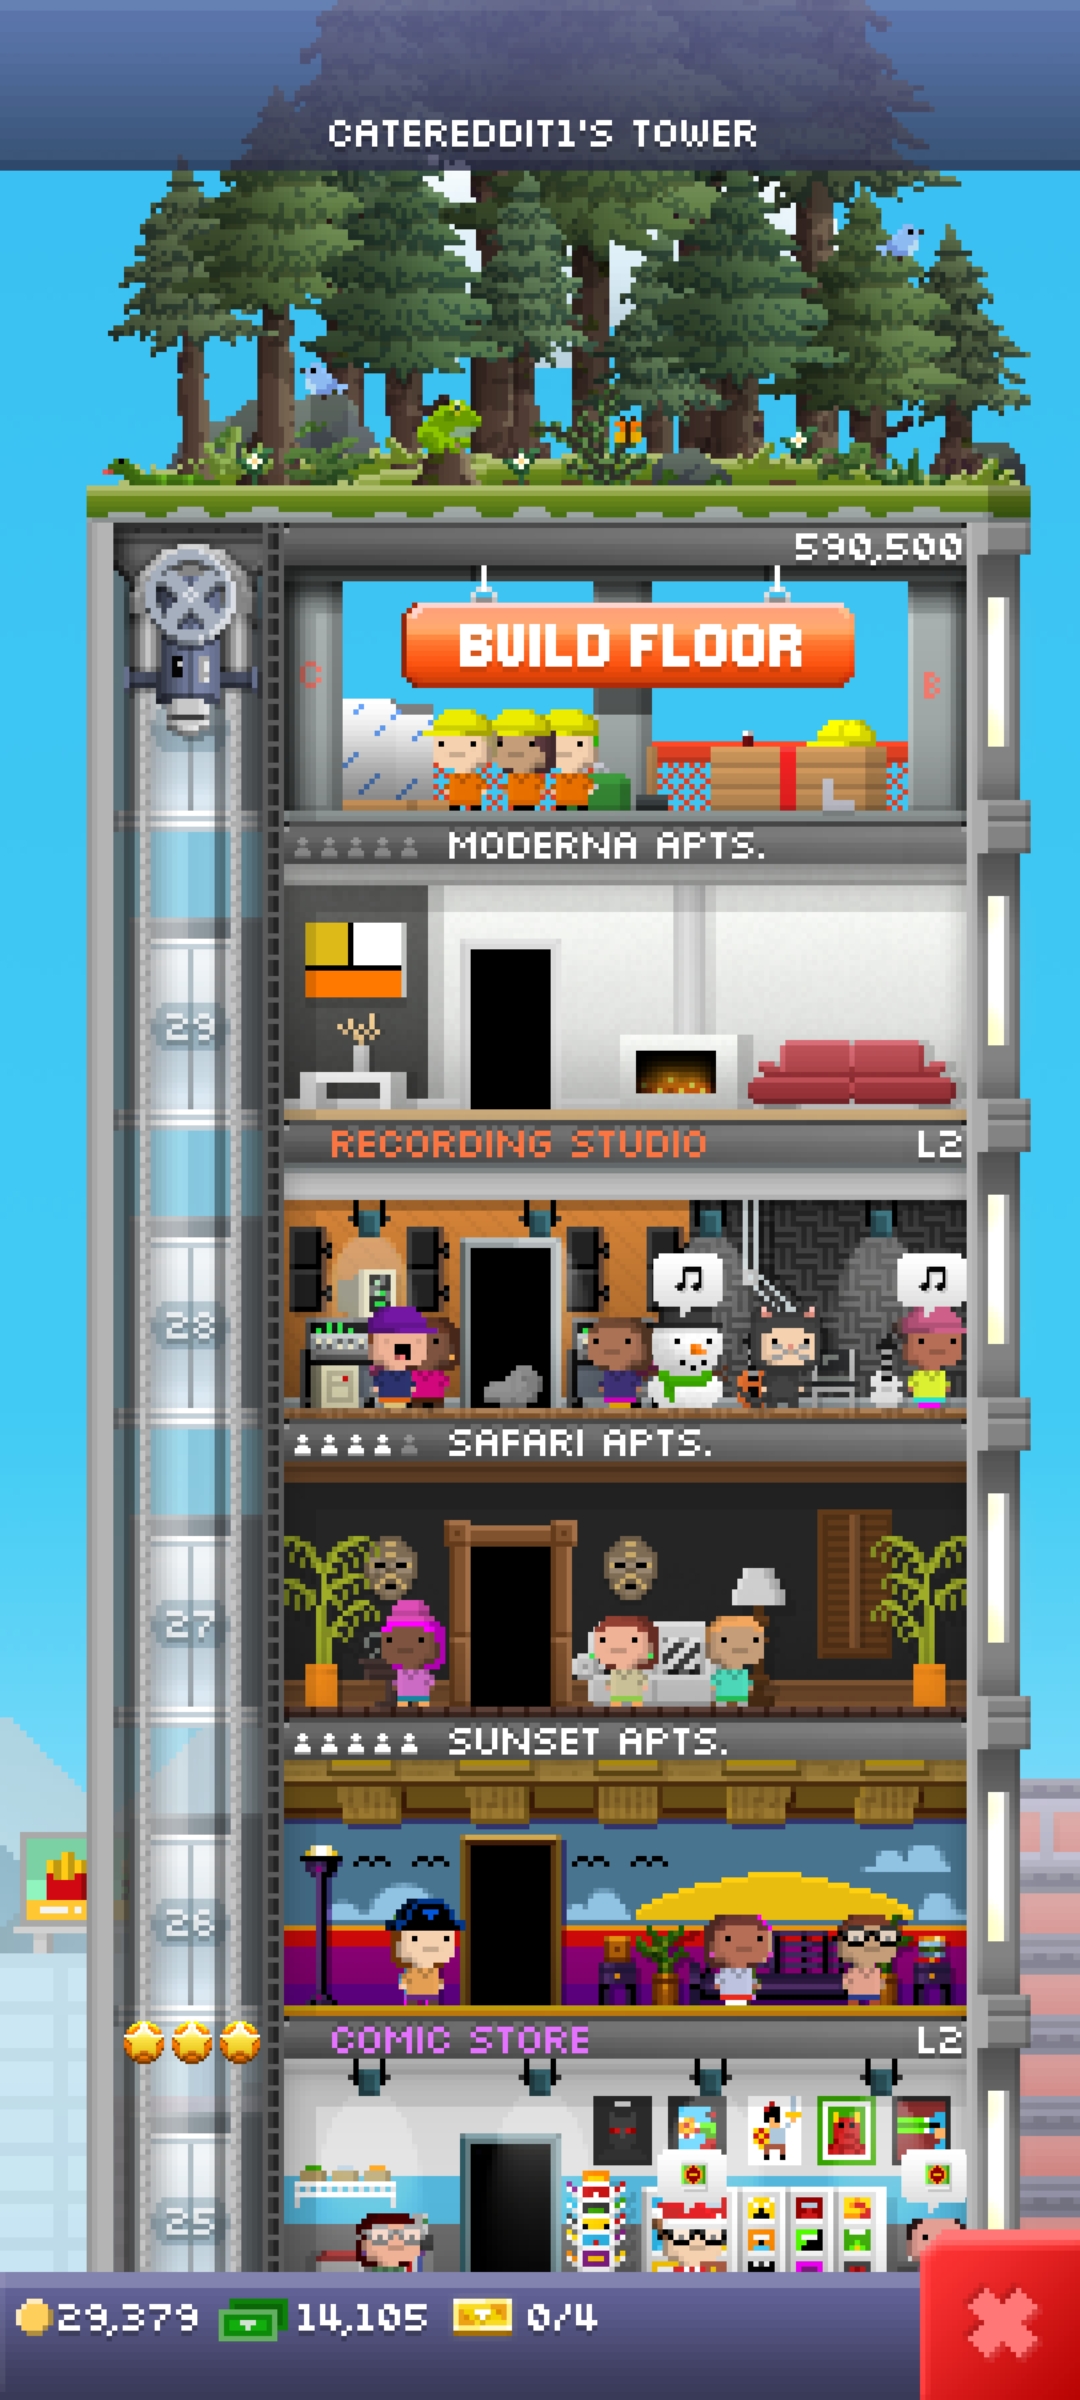 CATEREDDIT1'S TOWER
590,500
BUILD FLOOR
C
B
MODERNA APTS.
29
RECORDING STUDIO L2
28
SAFARI APTS.
27
SUNSET APTS.
26
COMIC STORE L2
25
29,379 14,105 0/4